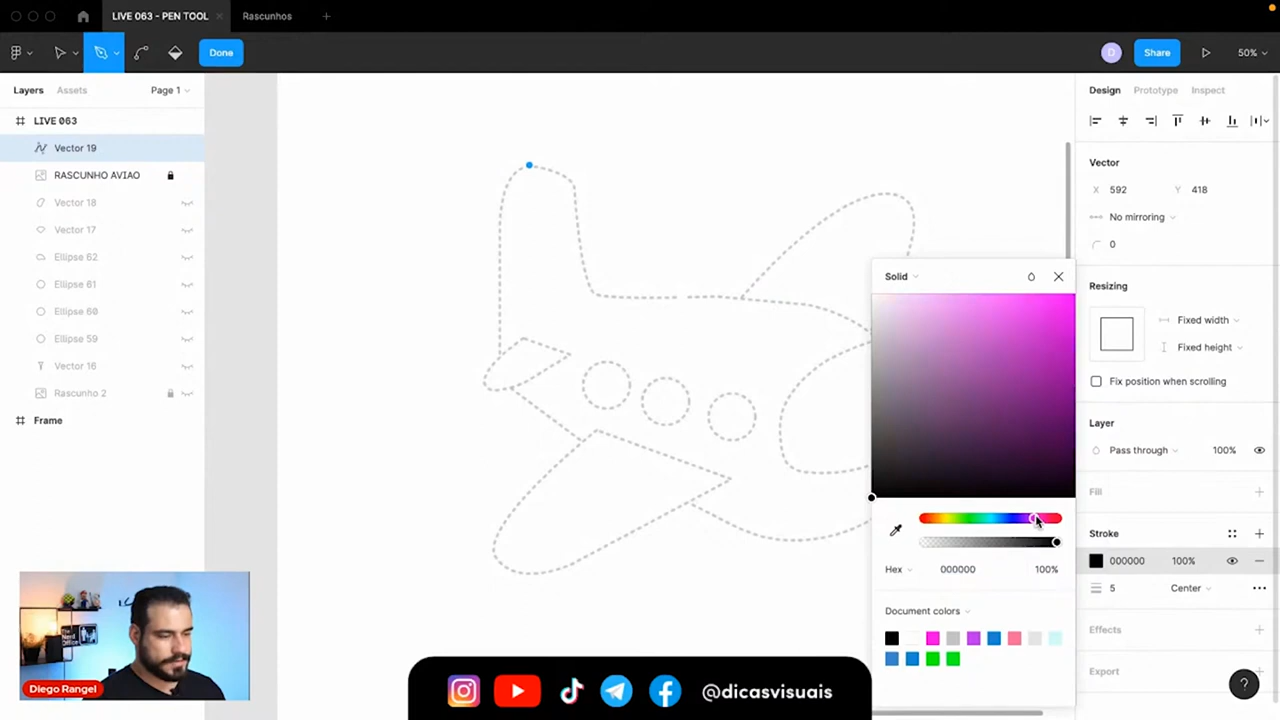 LIVE 063 - PEN TOOL
Rascunhos
Done
D
Share
50%
Layers
Assets
Page 1
Design
Prototype
Inspect
LIVE 063
Vector 19
RASCUNHO AVIAO
Vector 18
Vector 17
Ellipse 62
Ellipse 61
Ellipse 60
Ellipse 59
Vector 16
Rascunho 2
Frame
Vector
X 592
Y 418
No mirroring
0
Resizing
Fixed width
Fixed height
Fix position when scrolling
Layer
Pass through
100%
Fill
Stroke
000000
100%
5
Center
Effects
Export
?
Solid
Hex
000000
100%
Document colors
The Nerd Office
Diego Rangel
@dicasvisuais